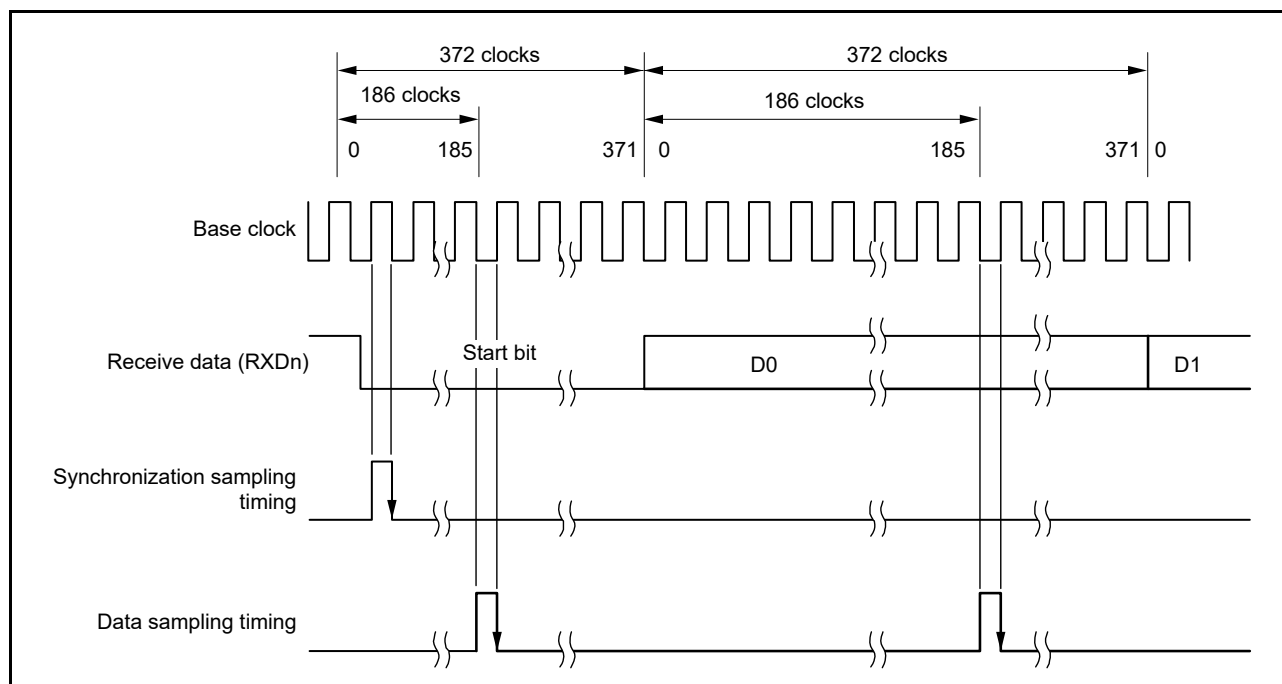 372 clocks 372 clocks
186 clocks 186 clocks
0 185 371 0 185 371 0
Base clock
Receive data (RXDn) Start bit D0 D1
Synchronization sampling
timing
Data sampling timing